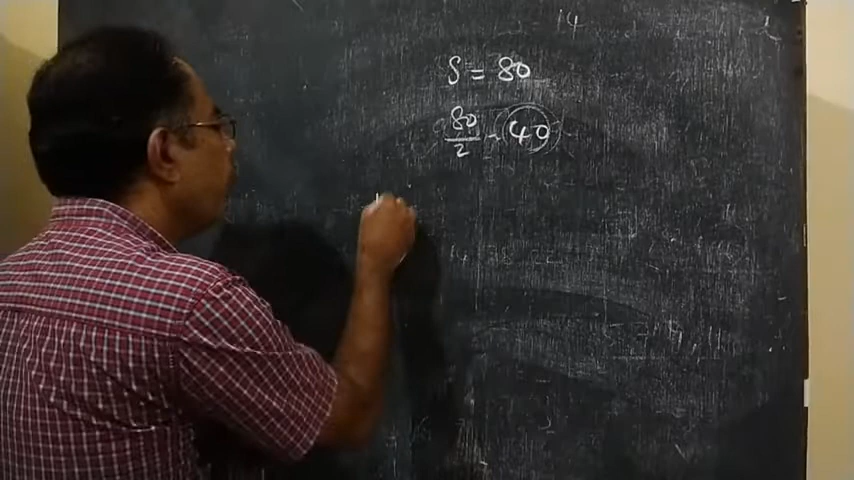 14
S = 80
80/2 = 40